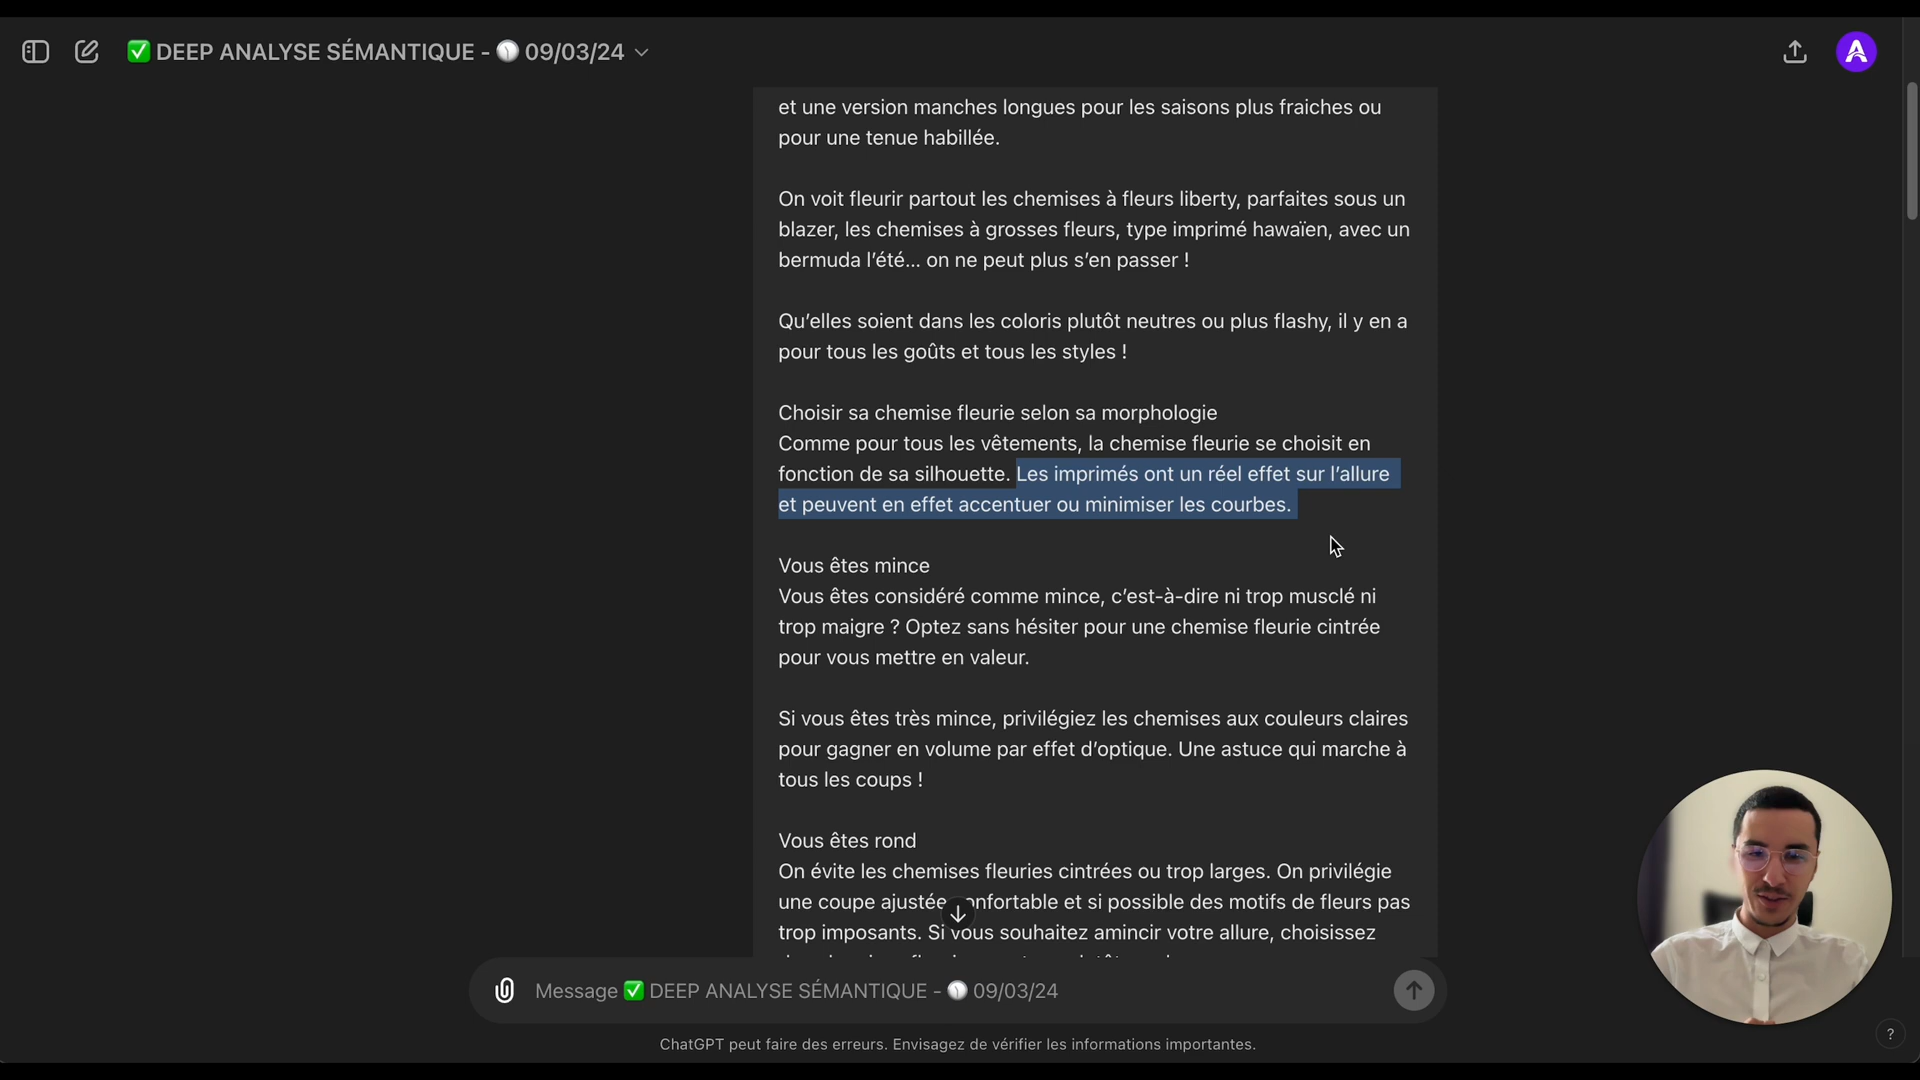 ✅ DEEP ANALYSE SÉMANTIQUE - 🕥 09/03/24
et une version manches longues pour les saisons plus fraiches ou
pour une tenue habillée.
On voit fleurir partout les chemises à fleurs liberty, parfaites sous un
blazer, les chemises à grosses fleurs, type imprimé hawaïen, avec un
bermuda l’été… on ne peut plus s’en passer !
Qu’elles soient dans les coloris plutôt neutres ou plus flashy, il y en a
pour tous les goûts et tous les styles !
Choisir sa chemise fleurie selon sa morphologie
Comme pour tous les vêtements, la chemise fleurie se choisit en
fonction de sa silhouette. Les imprimés ont un réel effet sur l’allure
et peuvent en effet accentuer ou minimiser les courbes.
Vous êtes mince
Vous êtes considéré comme mince, c’est-à-dire ni trop musclé ni
trop maigre ? Optez sans hésiter pour une chemise fleurie cintrée
pour vous mettre en valeur.
Si vous êtes très mince, privilégiez les chemises aux couleurs claires
pour gagner en volume par effet d’optique. Une astuce qui marche à
tous les coups !
Vous êtes rond
On évite les chemises fleuries cintrées ou trop larges. On privilégie
une coupe ajustée confortable et si possible des motifs de fleurs pas
trop imposants. Si vous souhaitez amincir votre allure, choisissez
Message ✅ DEEP ANALYSE SÉMANTIQUE - 🕥 09/03/24
ChatGPT peut faire des erreurs. Envisagez de vérifier les informations importantes.
?